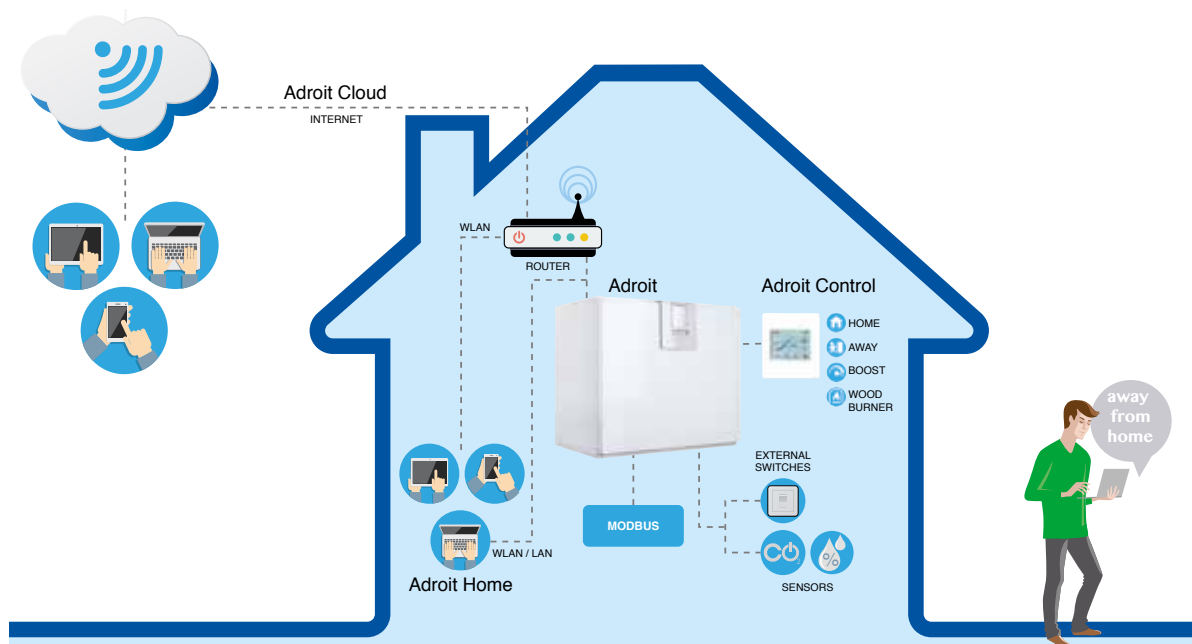 Adroit Cloud
INTERNET
WLAN
ROUTER
Adroit
Adroit Control
HOME
AWAY
BOOST
WOOD
BURNER
away
from
home
EXTERNAL
SWITCHES
MODBUS
WLAN / LAN
Adroit Home
%
SENSORS